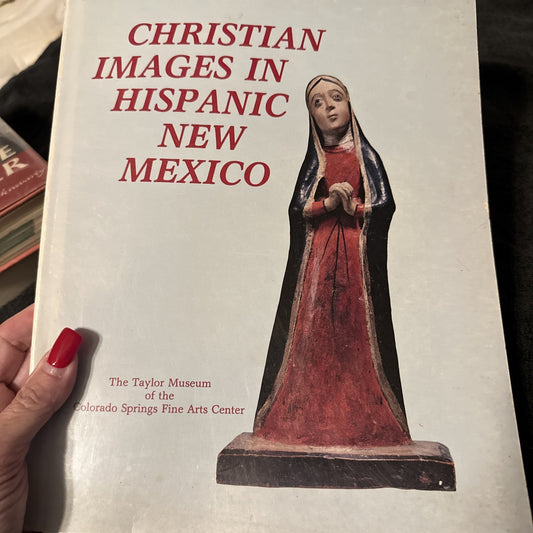 CHRISTIAN
IMAGES IN
HISPANIC
NEW
MEXICO
The Taylor Museum
of the
Colorado Springs Fine Arts Center